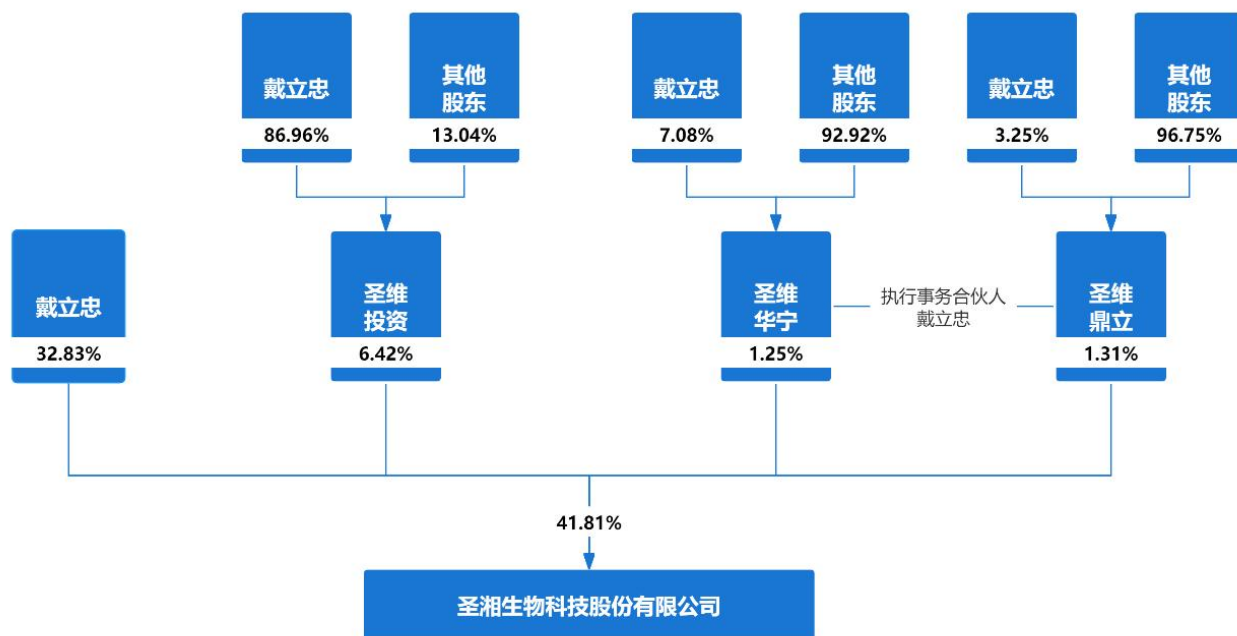 戴立忠
86.96%
其他
股东
13.04%
戴立忠
7.08%
其他
股东
92.92%
戴立忠
3.25%
其他
股东
96.75%
戴立忠
32.83%
圣维
投资
6.42%
圣维
华宁
1.25%
执行事务合伙人
戴立忠
圣维
鼎立
1.31%
41.81%
圣湘生物科技股份有限公司